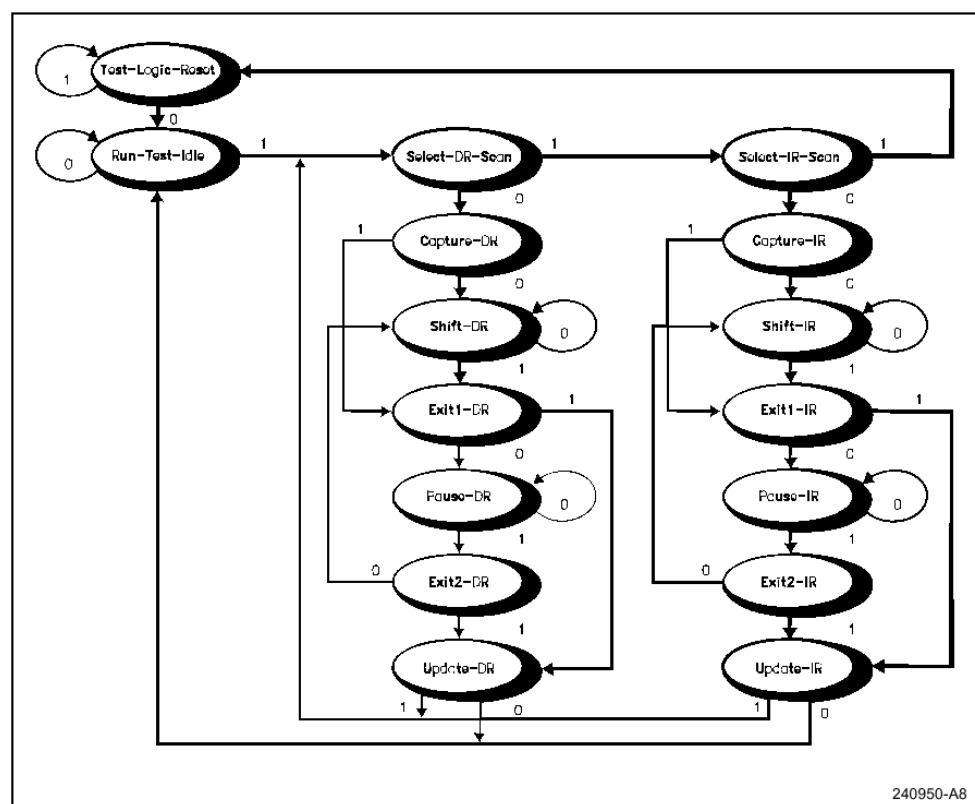 Test-Logic-Reset
1
0
Run-Test-Idle
0
1
Select-DR-Scan
1
Select-IR-Scan
1
0
0
1
Capture-DR
1
Capture-IR
0
0
Shift-DR
0
Shift-IR
0
1
1
Exit1-DR
1
Exit1-IR
1
0
0
Pause-DR
0
Pause-IR
0
1
1
0
Exit2-DR
0
Exit2-IR
1
1
Update-DR
Update-IR
1
0
1
0
240950-A8